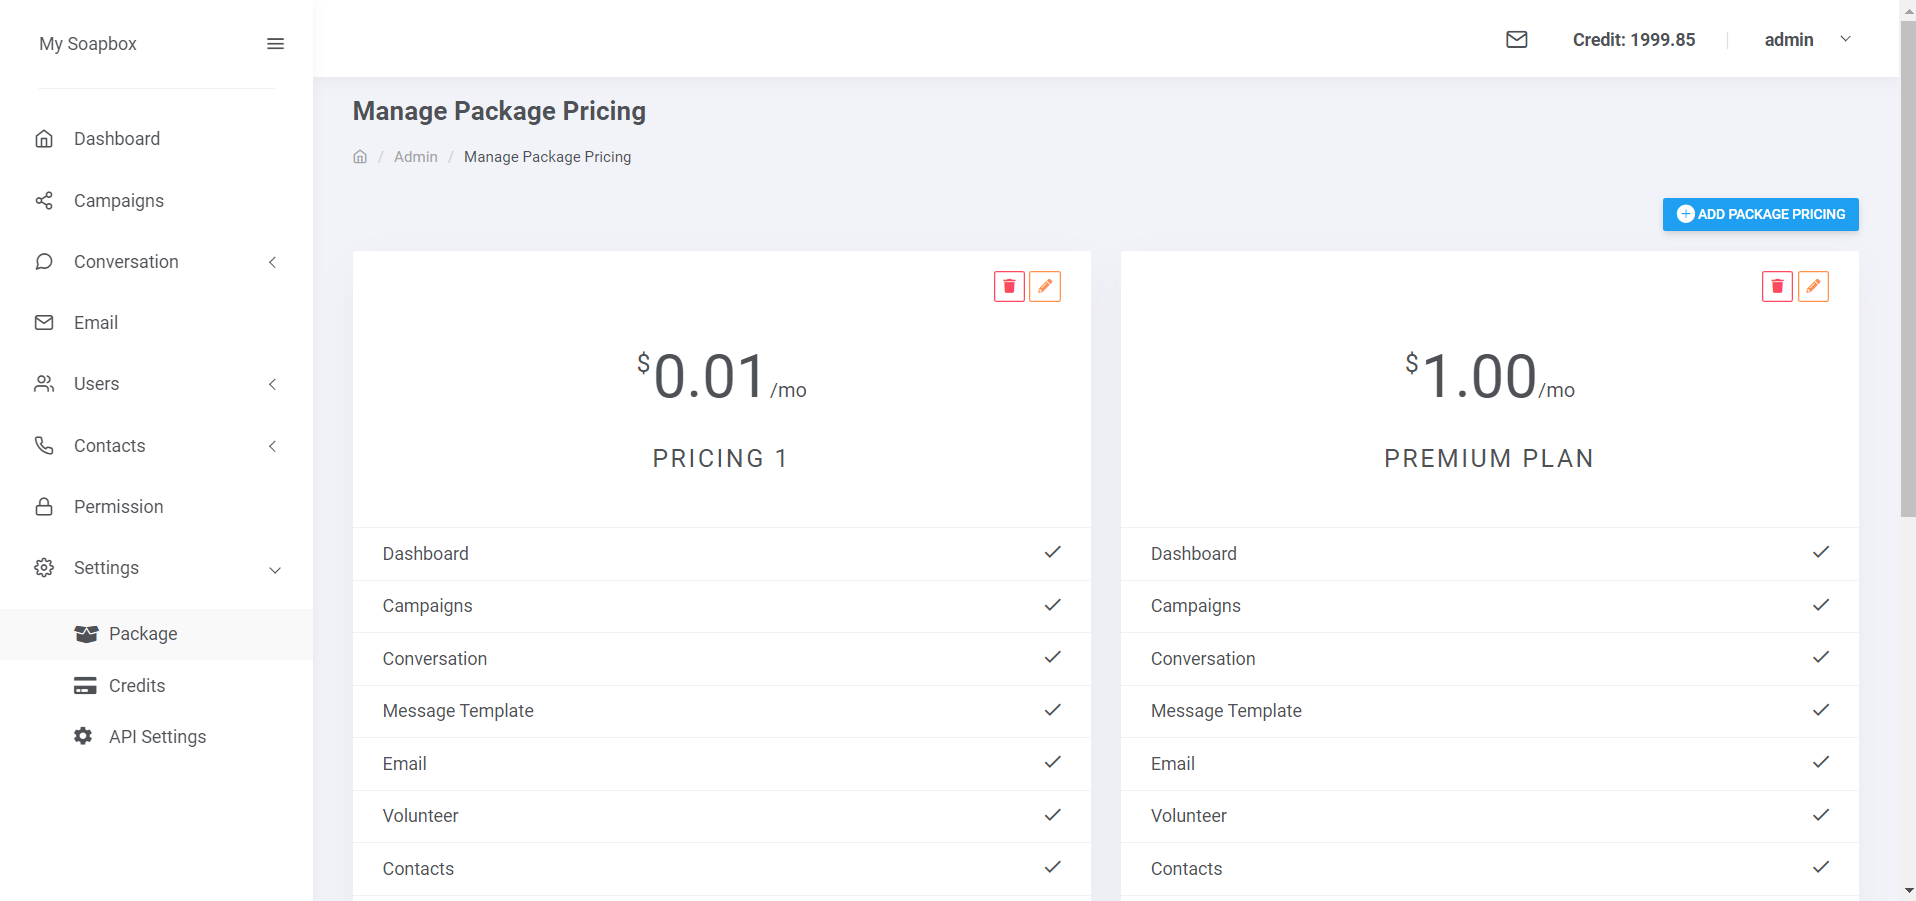 My Soapbox
Credit: 1999.85
admin
Dashboard
Campaigns
Conversation
Email
Users
Contacts
Permission
Settings
Package
Credits
API Settings
Manage Package Pricing
/ Admin / Manage Package Pricing
ADD PACKAGE PRICING
$0.01/mo
PRICING 1
Dashboard
Campaigns
Conversation
Message Template
Email
Volunteer
Contacts
$1.00/mo
PREMIUM PLAN
Dashboard
Campaigns
Conversation
Message Template
Email
Volunteer
Contacts